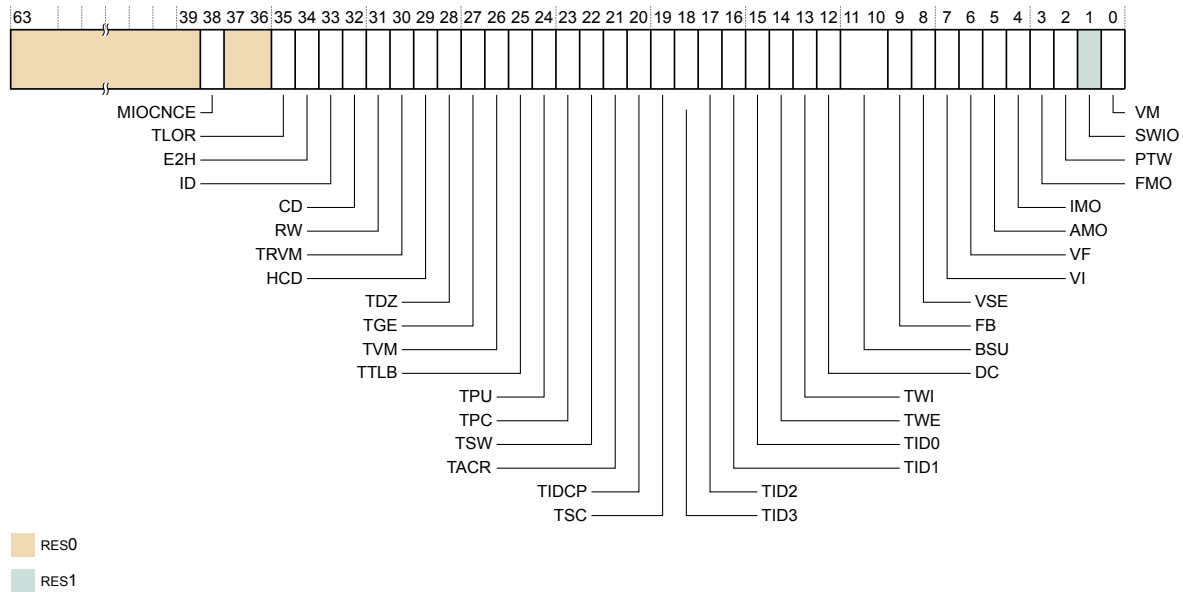 63 39 38 37 36 35 34 33 32 31 30 29 28 27 26 25 24 23 22 21 20 19 18 17 16 15 14 13 12 11 10 9 8 7 6 5 4 3 2 1 0
MIOCNCE VM
TLOR SWIO
E2H PTW
ID FMO
CD IMO
RW AMO
TRVM VF
HCD VI
TDZ VSE
TGE FB
TVM BSU
TTLB DC
TPU TWI
TPC TWE
TSW TID0
TACR TID1
TIDCP TID2
TSC TID3
RES0
RES1